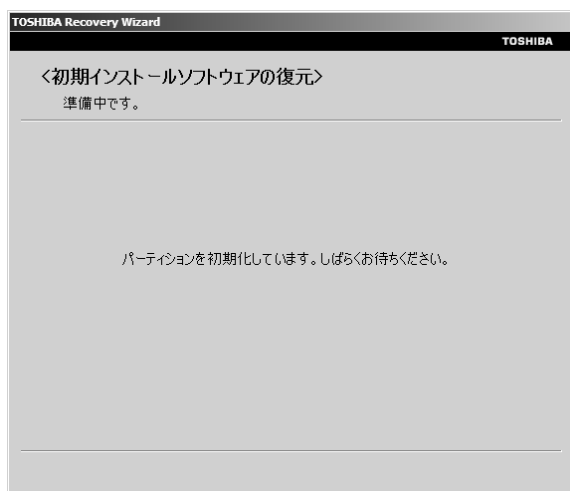 TOSHIBA Recovery Wizard
TOSHIBA
<初期インストールソフトウェアの復元>
準備中です。
パーティションを初期化しています。しばらくお待ちください。